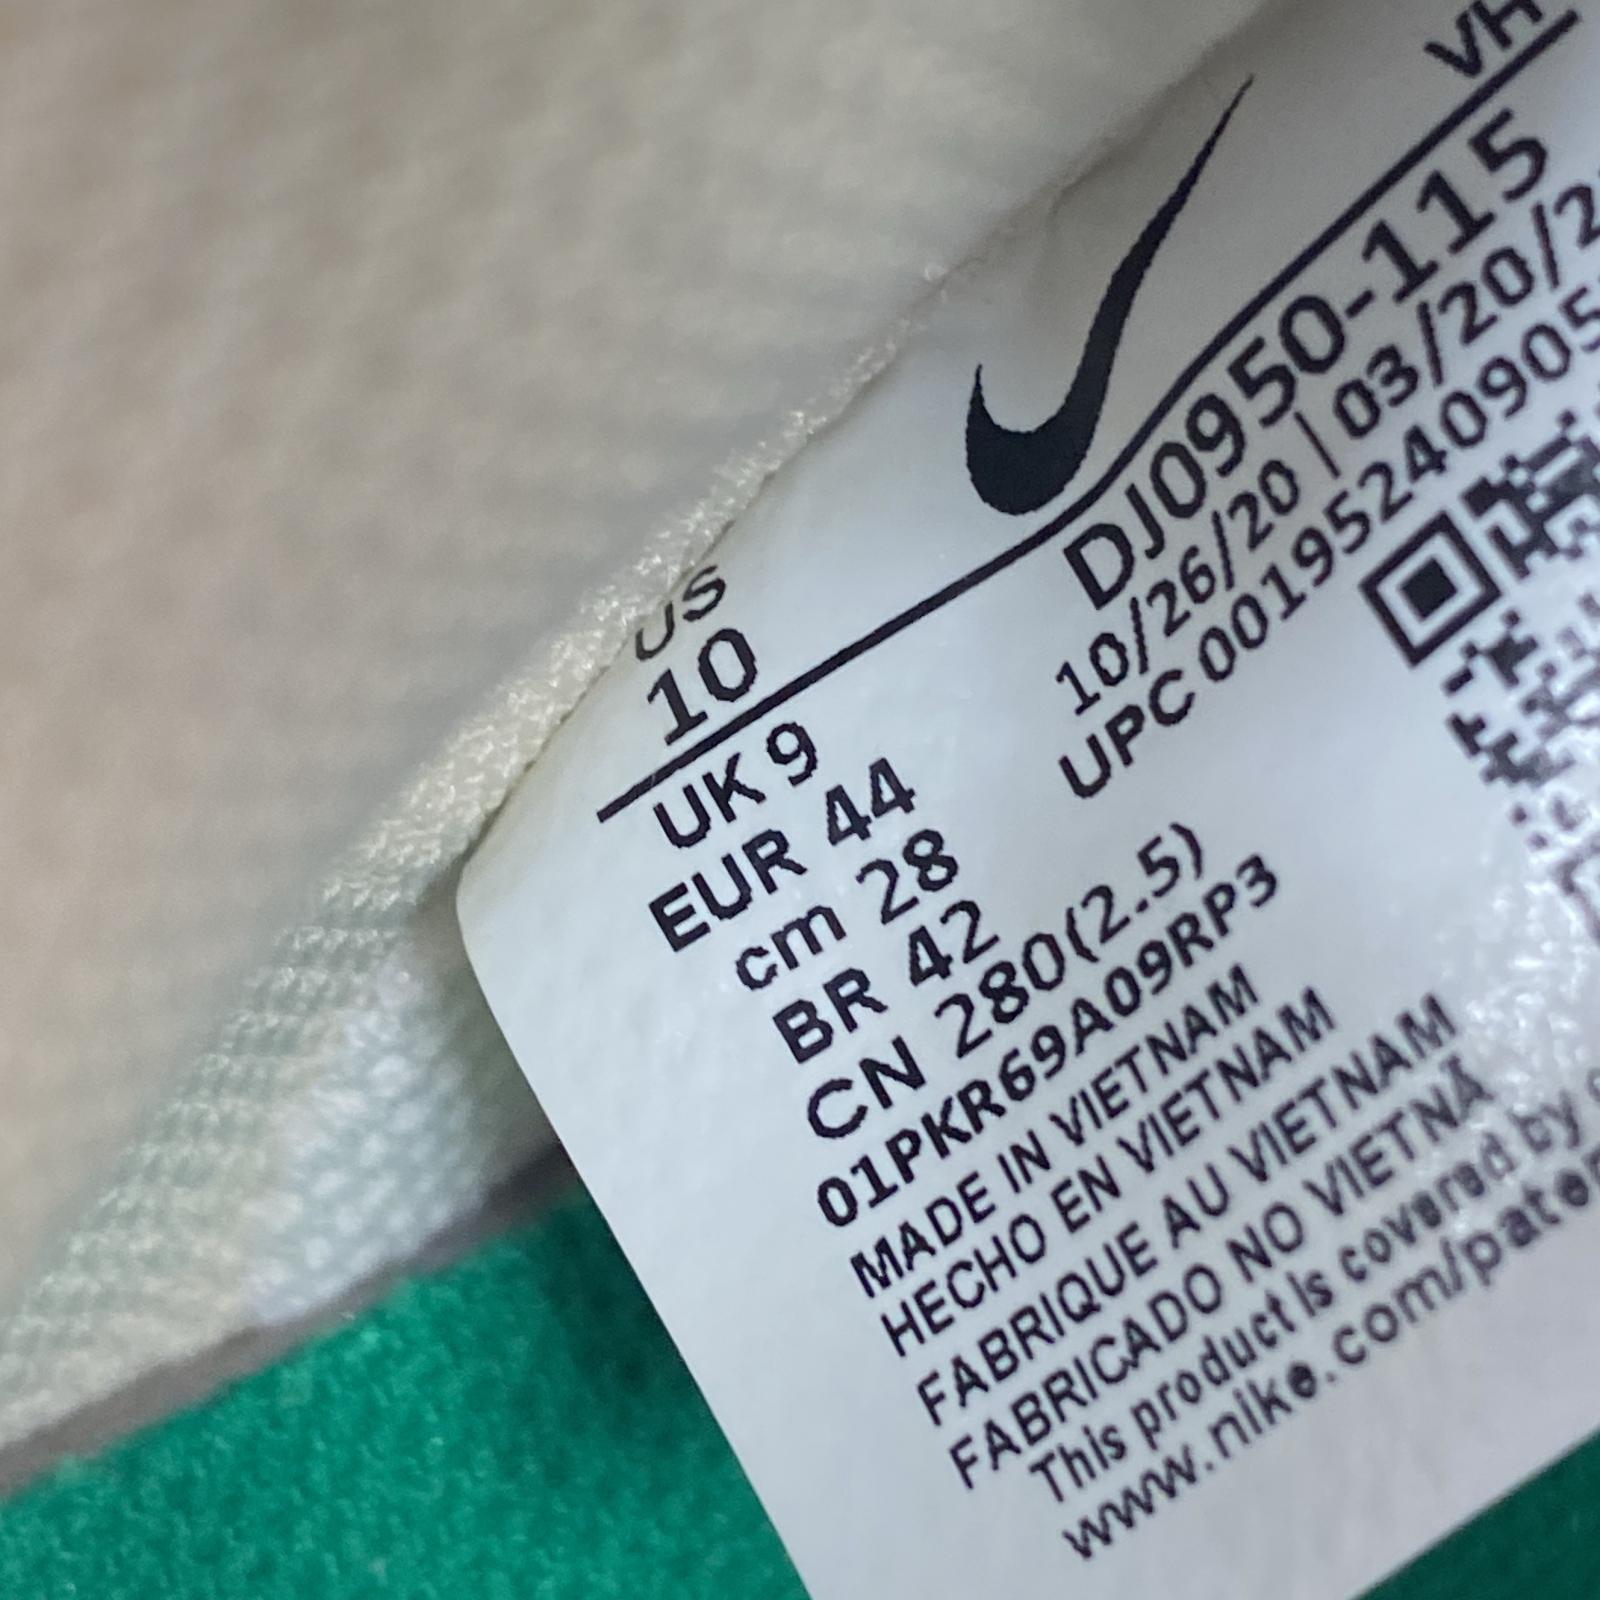 VH
US
10
UK 9
EUR 44
cm 28
BR 42
CN 280(2.5)
DJ0950-115
10/26/20 | 03/20/2
UPC 00195240905
01PKR69A09RP3
MADE IN VIETNAM
HECHO EN VIETNAM
FABRIQUE AU VIETNAM
FABRICADO NO VIETNÃ
This product is covered by
www.nike.com/paten